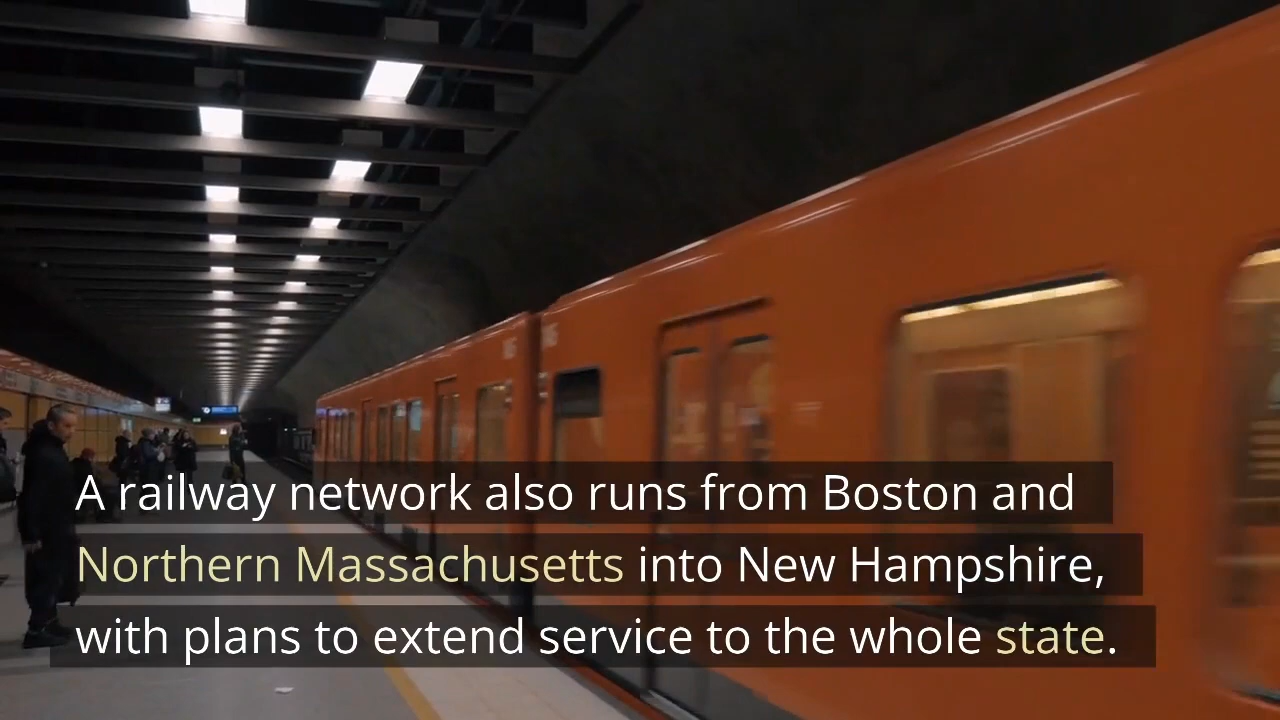 A railway network also runs from Boston and
Northern Massachusetts into New Hampshire,
with plans to extend service to the whole state.